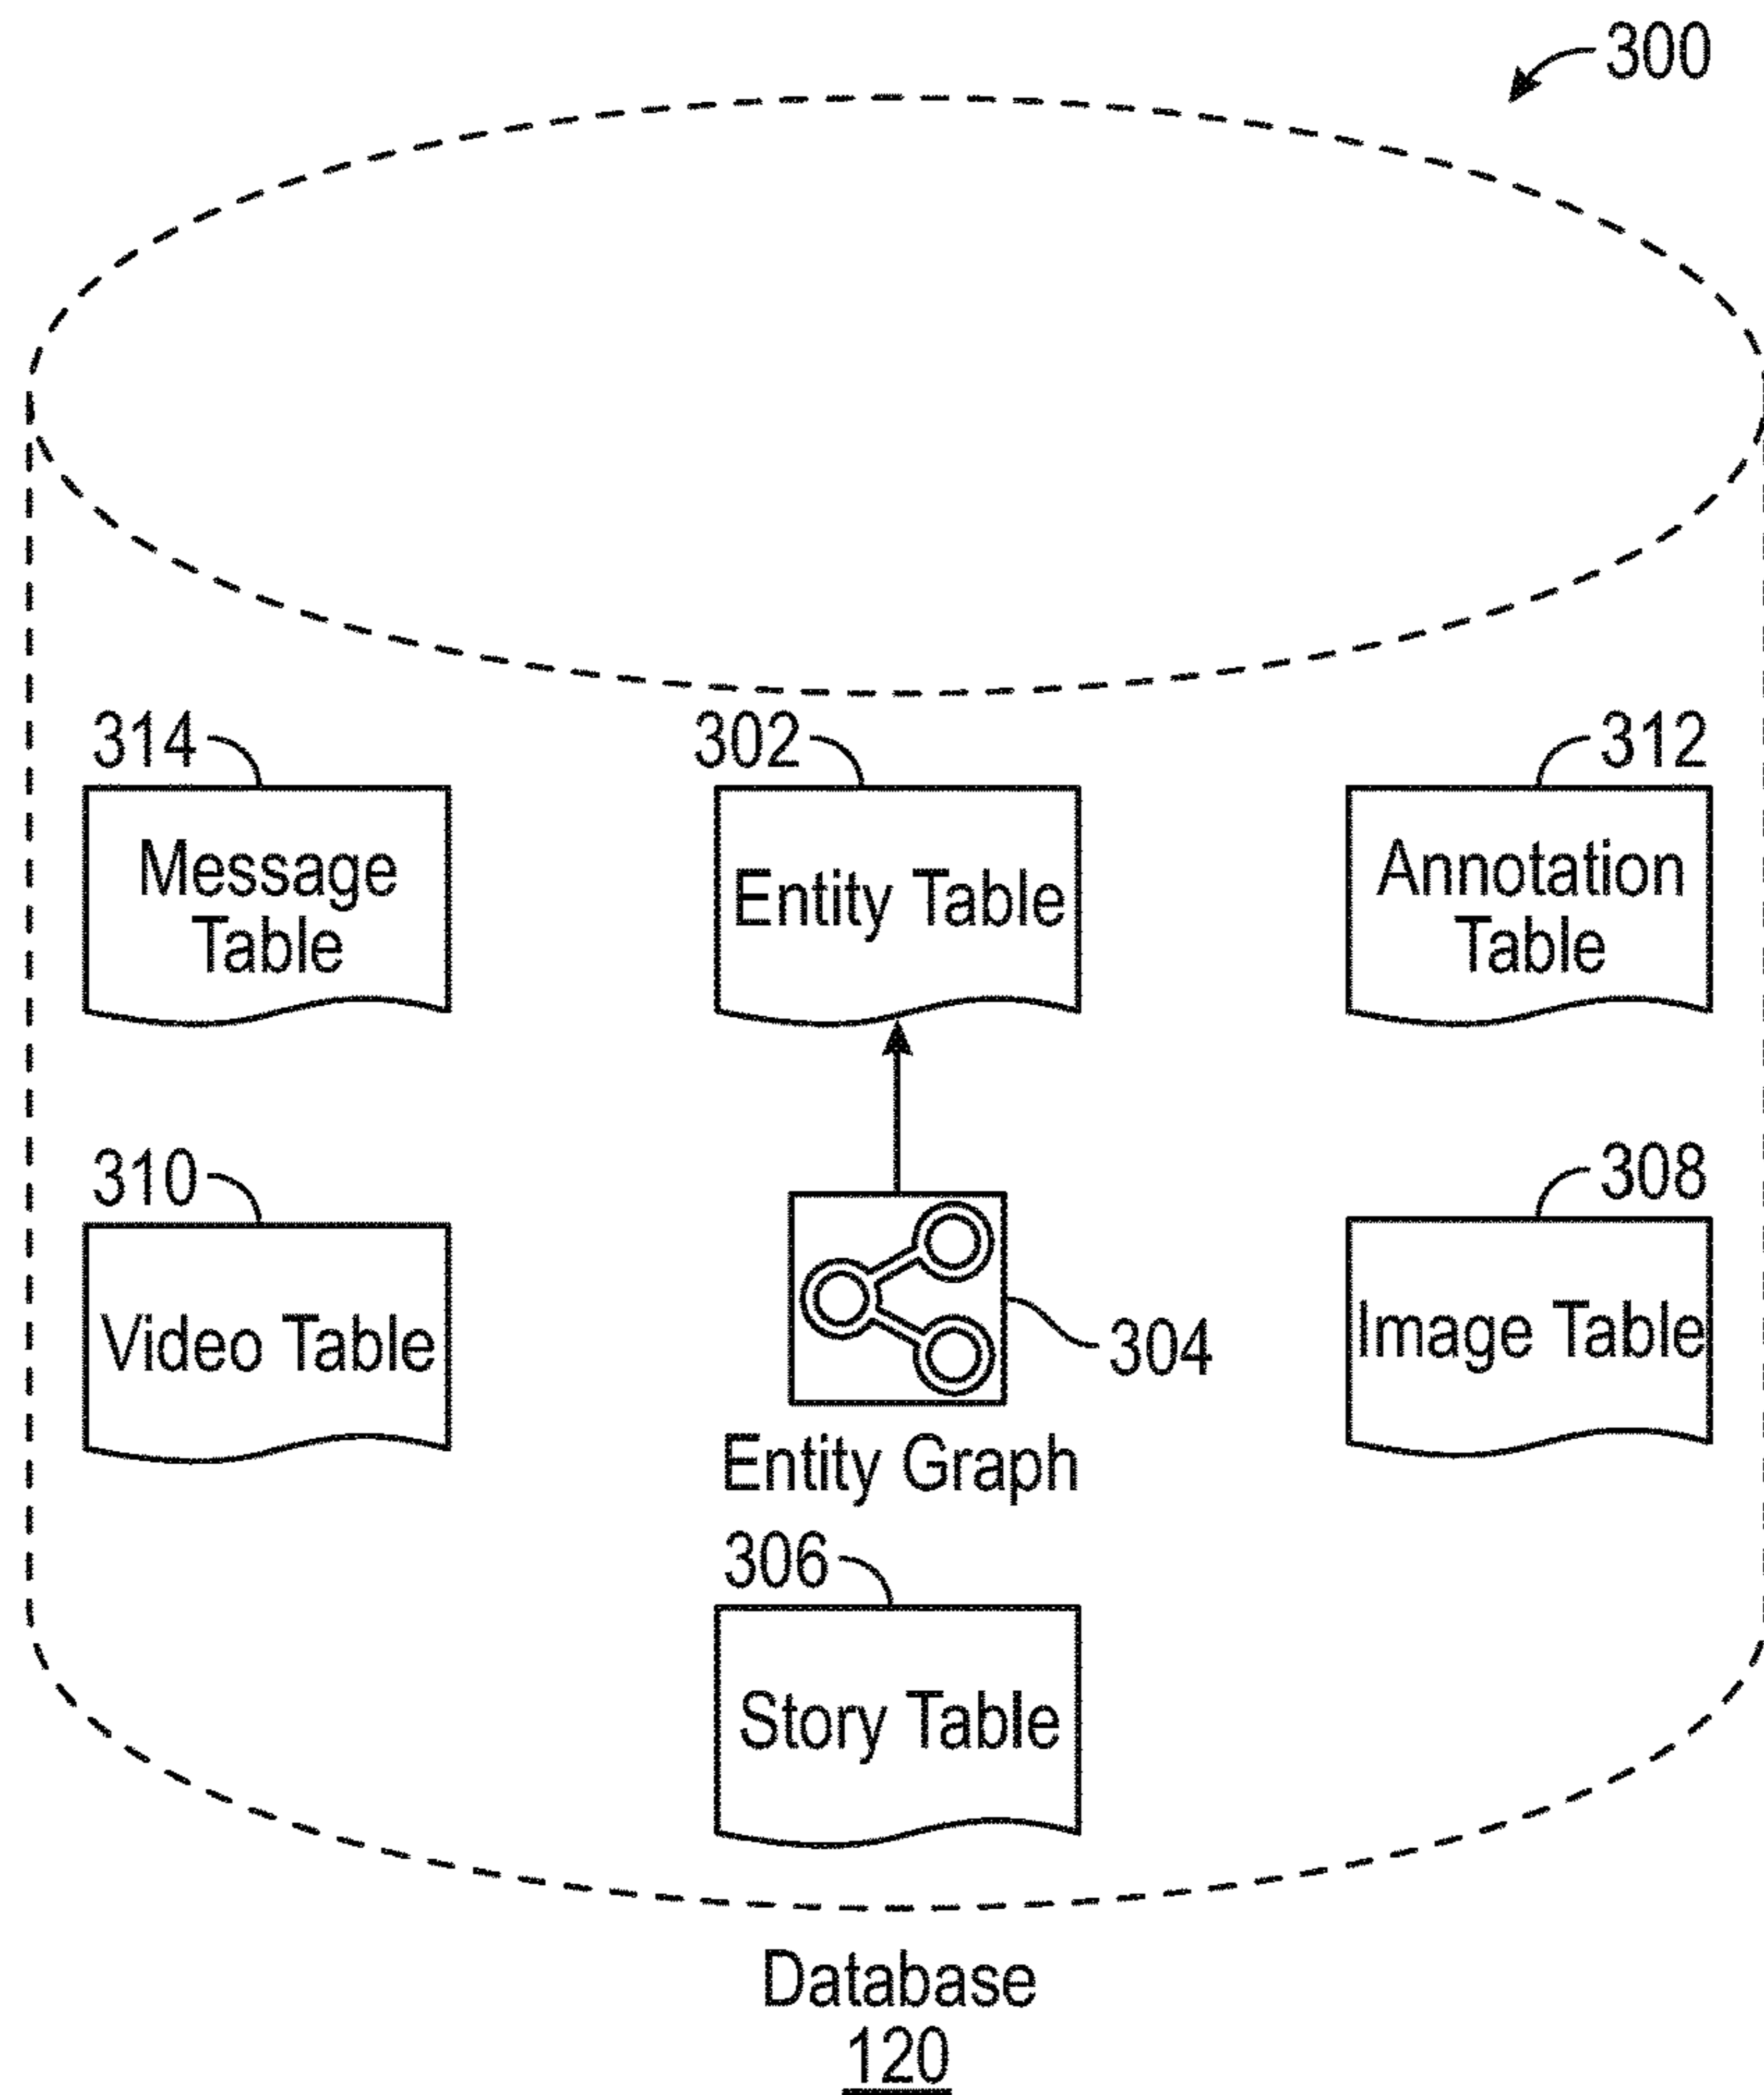 300
314
302
312
Message
Table
Entity Table
Annotation
Table
310
308
Video Table
304
Image Table
Entity Graph
306
Story Table
Database
120